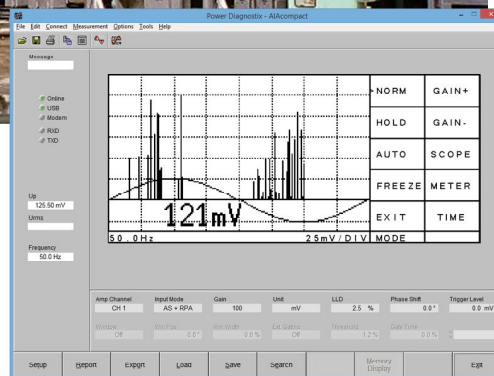 Power Diagnostix - AIAcompact
File Edit Connect Measurement Options Tools Help
Message
Online
USB
Modem
RXD
TXD
Up
125.50 mV
Urms
Frequency
50.0 Hz
NORM GAIN+
HOLD GAIN-
AUTO SCOPE
FREEZE METER
EXIT TIME
121mV
50.0Hz 25mV/DIV MODE
Amp Channel Input Mode Gain Unit LLD Phase Shift Trigger Level
CH 1 AS + RPA 100 mV 2.5 % 0.0° 0.0 mV
Window Win Pos. Win Width Ext. Gating Threshold Gate Time
Off 0.0° 0.0 % Off 1.2 % 0.0 %
Setup Report Export Load Save Search Memory Display Exit